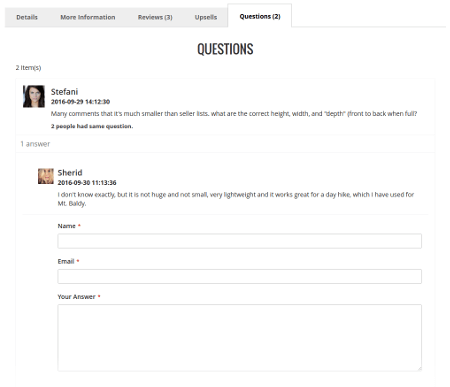 Details More Information Reviews (3) Upsells Questions (2)
QUESTIONS
2 Item(s)
Stefani
2016-09-29 14:12:30
Many comments that it's much smaller than seller lists. what are the correct height, width, and "depth" (front to back when full?
2 people had same question.
1 answer
Sherid
2016-09-30 11:13:36
I don't know exactly, but it is not huge and not small, very lightweight and it works great for a day hike, which I have used for
Mt. Baldy.
Name *
Email *
Your Answer *